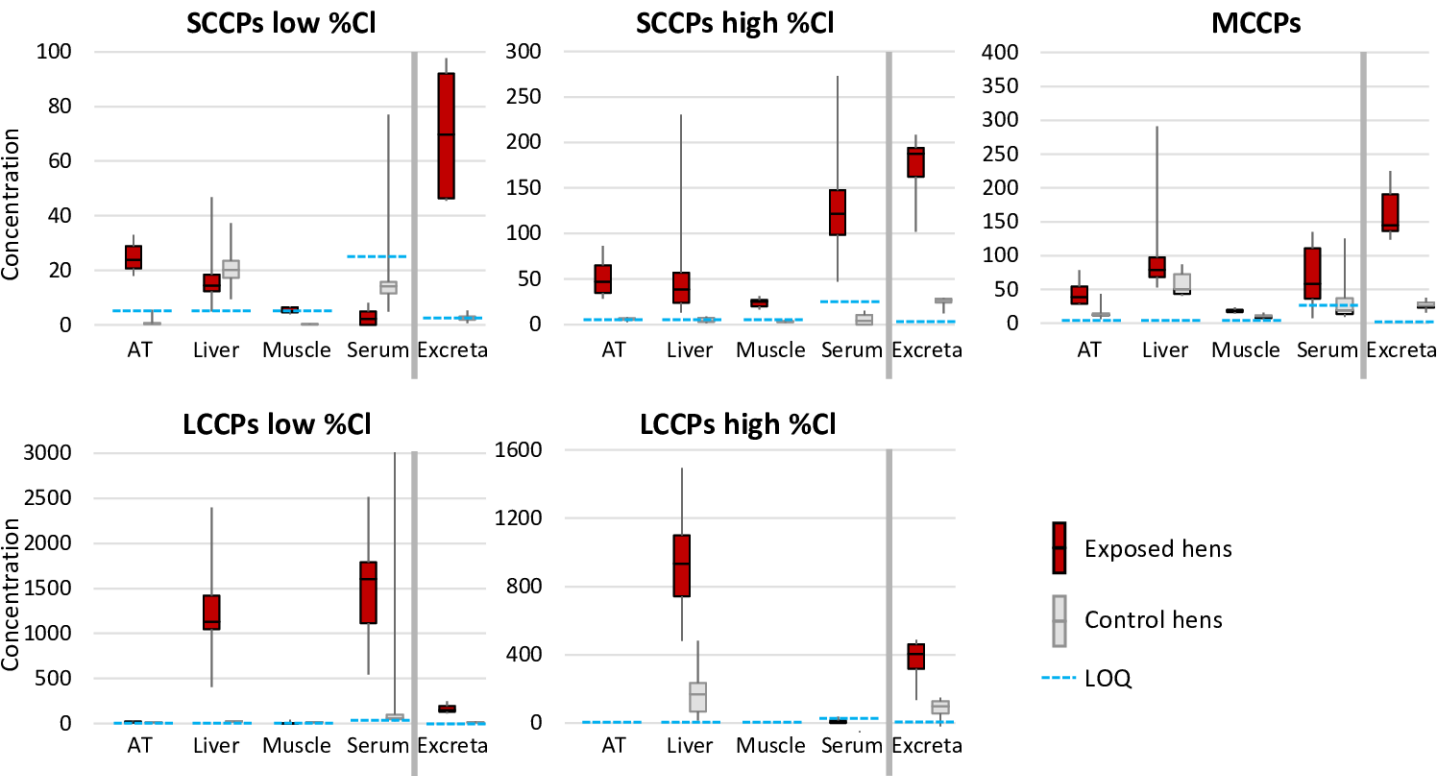 SCCPs low %Cl
SCCPs high %Cl
MCCPs
Concentration
100
80
60
40
20
0
AT Liver Muscle Serum Excreta
300
250
200
150
100
50
0
AT Liver Muscle Serum Excreta
400
350
300
250
200
150
100
50
0
AT Liver Muscle Serum Excreta
LCCPs low %Cl
LCCPs high %Cl
Concentration
3000
2500
2000
1500
1000
500
0
AT Liver Muscle Serum Excreta
1600
1200
800
400
0
AT Liver Muscle Serum Excreta
Exposed hens
Control hens
LOQ